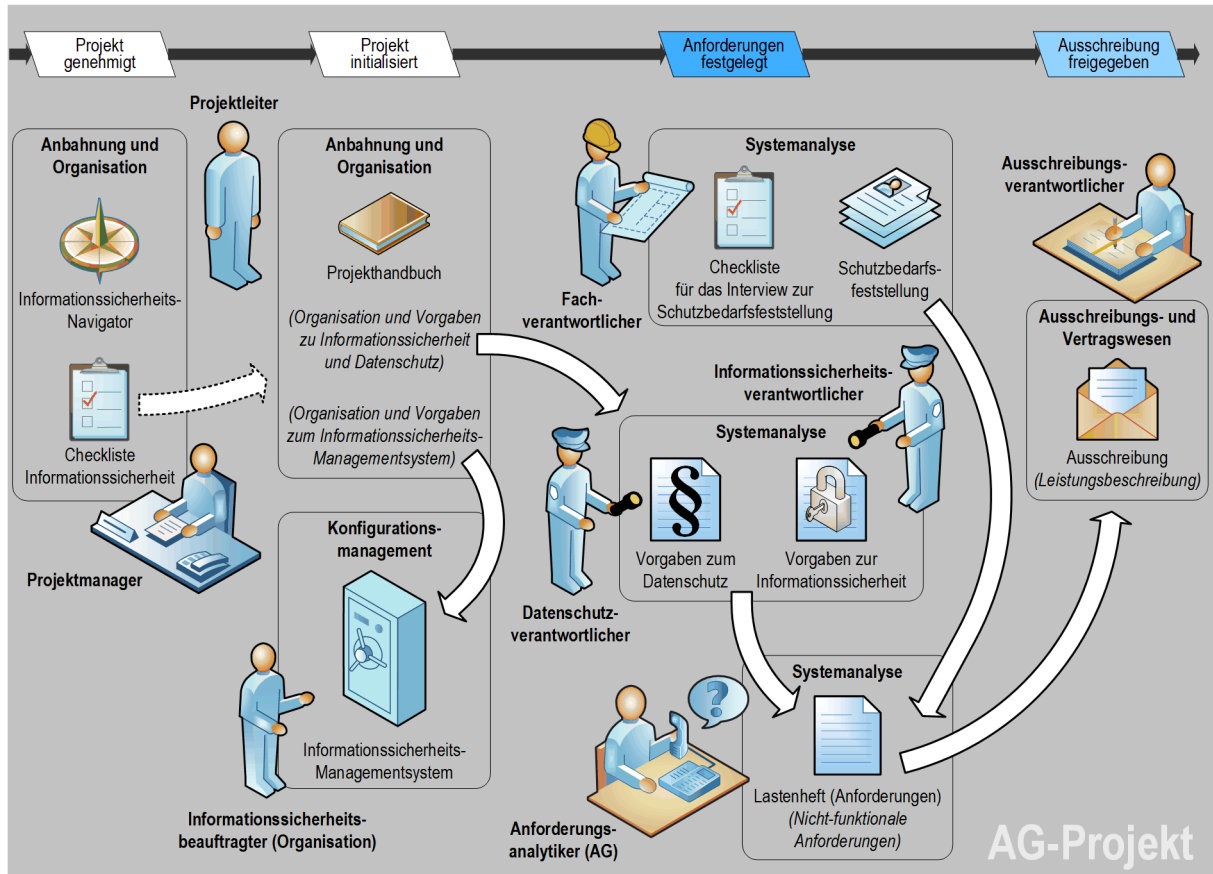 Projekt
genehmigt
Projekt
initialisiert
Anforderungen
festgelegt
Ausschreibung
freigegeben
Projektleiter
Anbahnung und
Organisation
Informationssicherheits-
Navigator
Checkliste
Informationssicherheit
Projektmanager
Anbahnung und
Organisation
Projekthandbuch
(Organisation und Vorgaben
zu Informationssicherheit
und Datenschutz)
(Organisation und Vorgaben
zum Informationssicherheits-
Managementsystem)
Konfigurations-
management
Informationssicherheits-
Managementsystem
Informationssicherheits-
beauftragter (Organisation)
Fach-
verantwortlicher
Systemanalyse
Checkliste
für das Interview zur
Schutzbedarfsfeststellung
Schutzbedarfs-
feststellung
Informationssicherheits-
verantwortlicher
Systemanalyse
§
Vorgaben zum
Datenschutz
Vorgaben zur
Informationssicherheit
Datenschutz-
verantwortlicher
Systemanalyse
?
Lastenheft (Anforderungen)
(Nicht-funktionale
Anforderungen)
Anforderungs-
analytiker (AG)
Ausschreibungs-
verantwortlicher
Ausschreibungs- und
Vertragswesen
Ausschreibung
(Leistungsbeschreibung)
AG-Projekt